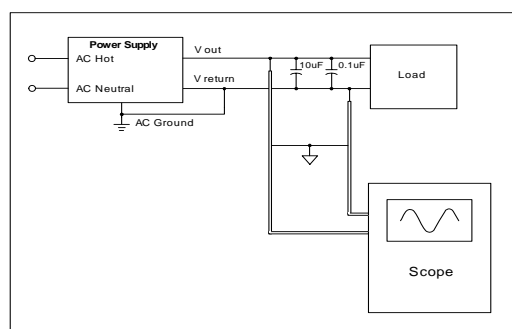 Power Supply
V out
AC Hot
10uF
0.1uF
Load
V return
AC Neutral
AC Ground
Scope